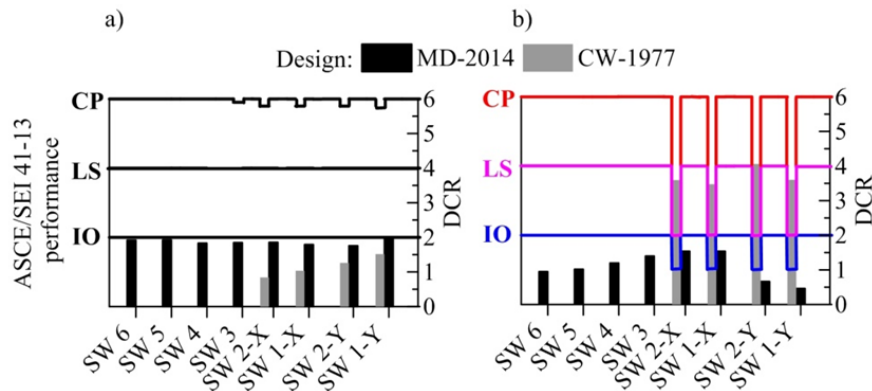 a)
b)
Design: MD-2014 CW-1977
ASCE/SEI 41-13
performance
CP
LS
IO
6
5
4
3
2
1
0
DCR
SW 6
SW 5
SW 4
SW 3
SW 2-X
SW 1-X
SW 2-Y
SW 1-Y
CP
LS
IO
6
5
4
3
2
1
0
DCR
SW 6
SW 5
SW 4
SW 3
SW 2-X
SW 1-X
SW 2-Y
SW 1-Y